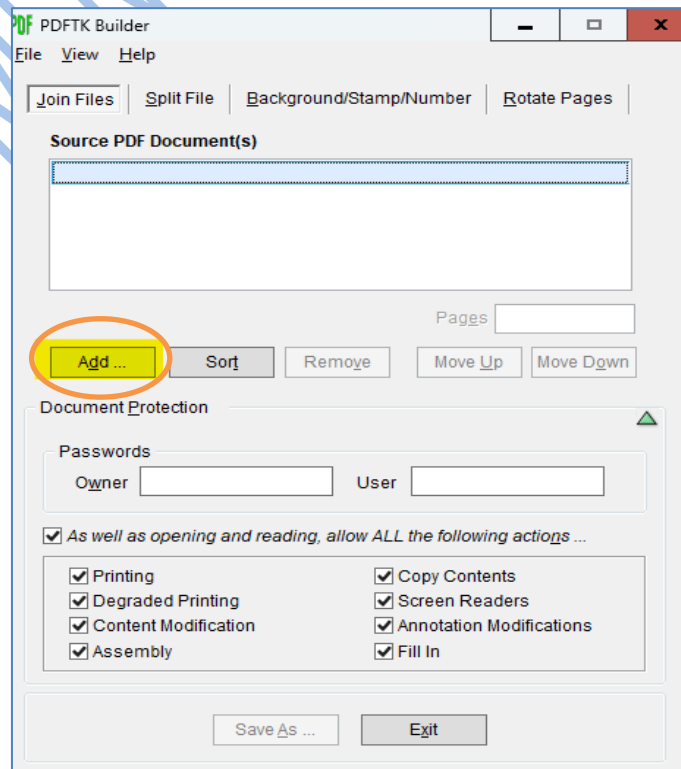 PDF PDFTK Builder
File View Help
Join Files Split File Background/Stamp/Number Rotate Pages
Source PDF Document(s)
Pages
Add ... Sort Remove Move Up Move Down
Document Protection
Passwords
Owner User
As well as opening and reading, allow ALL the following actions ...
Printing Copy Contents
Degraded Printing Screen Readers
Content Modification Annotation Modifications
Assembly Fill In
Save As ... Exit